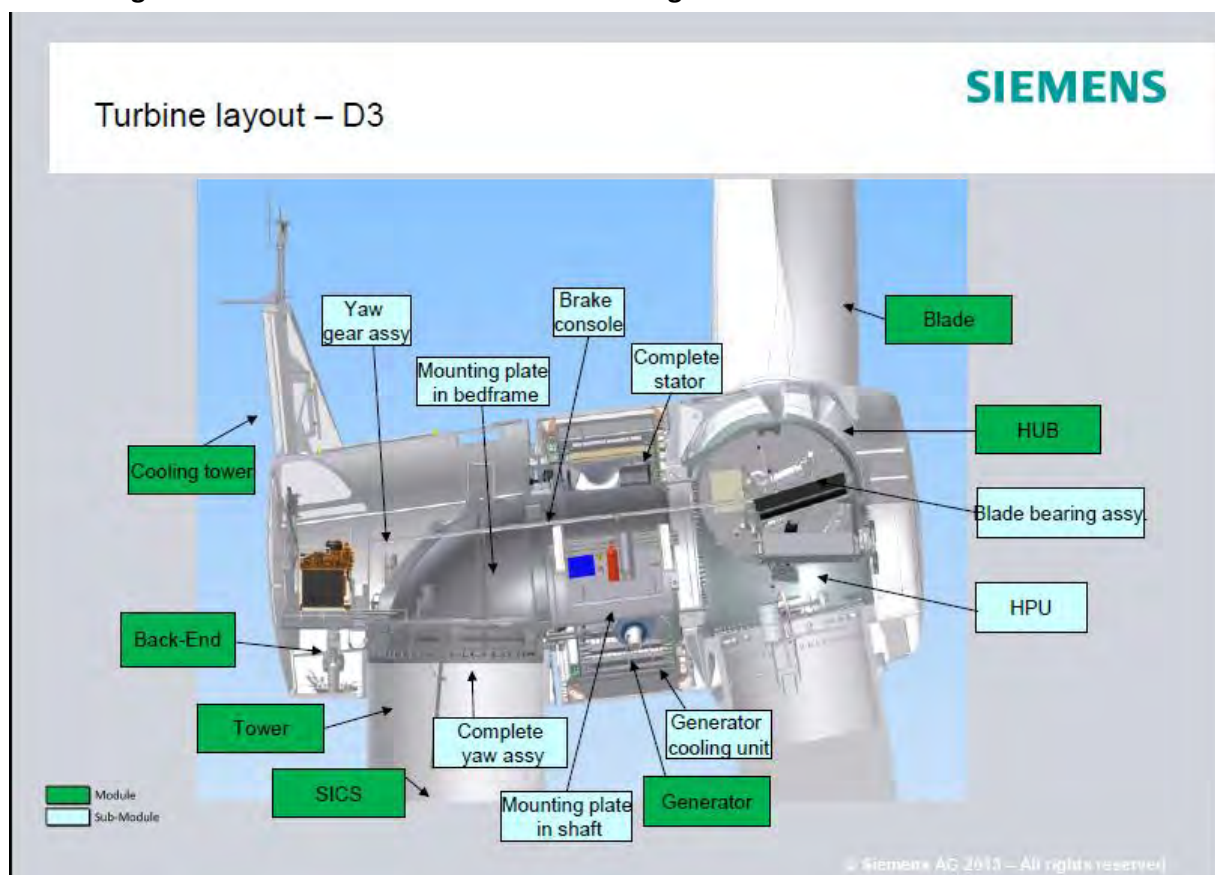 SIEMENS
Turbine layout – D3
Yaw
gear assy
Brake
console
Blade
Mounting plate
in bedframe
Complete
stator
HUB
Cooling tower
Blade bearing assy.
HPU
Back-End
Tower
Complete
yaw assy
Generator
cooling unit
SICS
Mounting plate
in shaft
Generator
Module
Sub-Module
© Siemens AG 2013 – All rights reserved